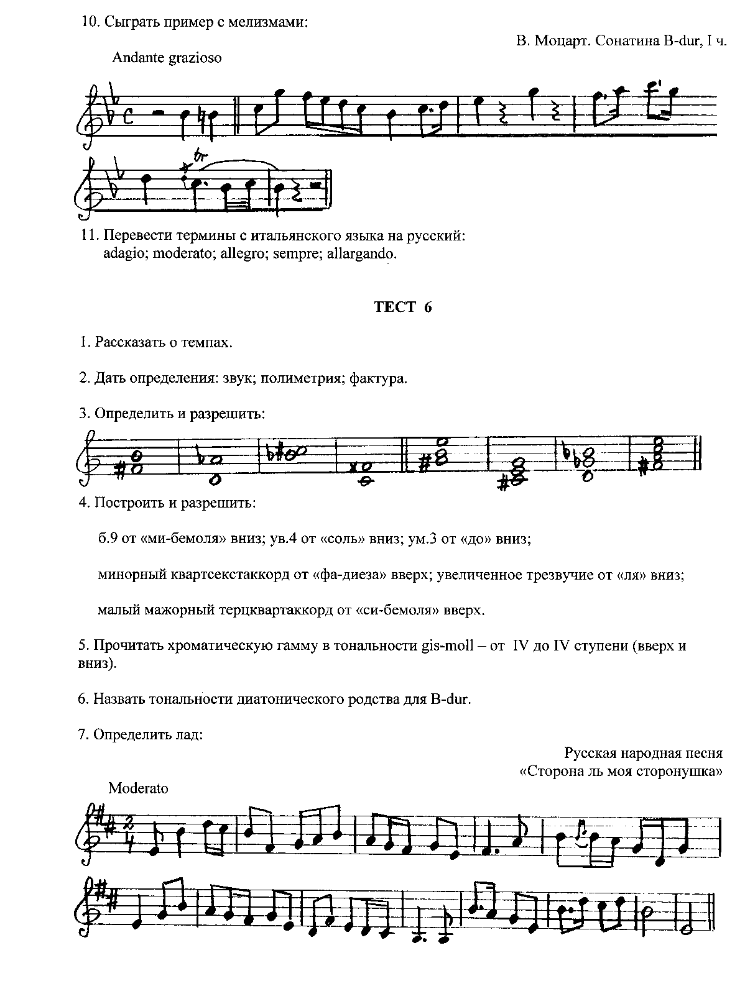 10. Сыграть пример с мелизмами:
В. Моцарт. Сонатина B-dur, I ч.
Andante grazioso
tr
11. Перевести термины с итальянского языка на русский:
adagio; moderato; allegro; sempre; allargando.
ТЕСТ 6
1. Рассказать о темпах.
2. Дать определения: звук; полиметрия; фактура.
3. Определить и разрешить:
4. Построить и разрешить:
б.9 от «ми-бемоля» вниз; ув.4 от «соль» вниз; ум.3 от «до» вниз;
минорный квартсекстаккорд от «фа-диеза» вверх; увеличенное трезвучие от «ля» вниз;
малый мажорный терцквартаккорд от «си-бемоля» вверх.
5. Прочитать хроматическую гамму в тональности gis-moll – от IV до IV ступени (вверх и
вниз).
6. Назвать тональности диатонического родства для B-dur.
7. Определить лад:
Русская народная песня
«Сторона ль моя сторонушка»
Moderato
2
4